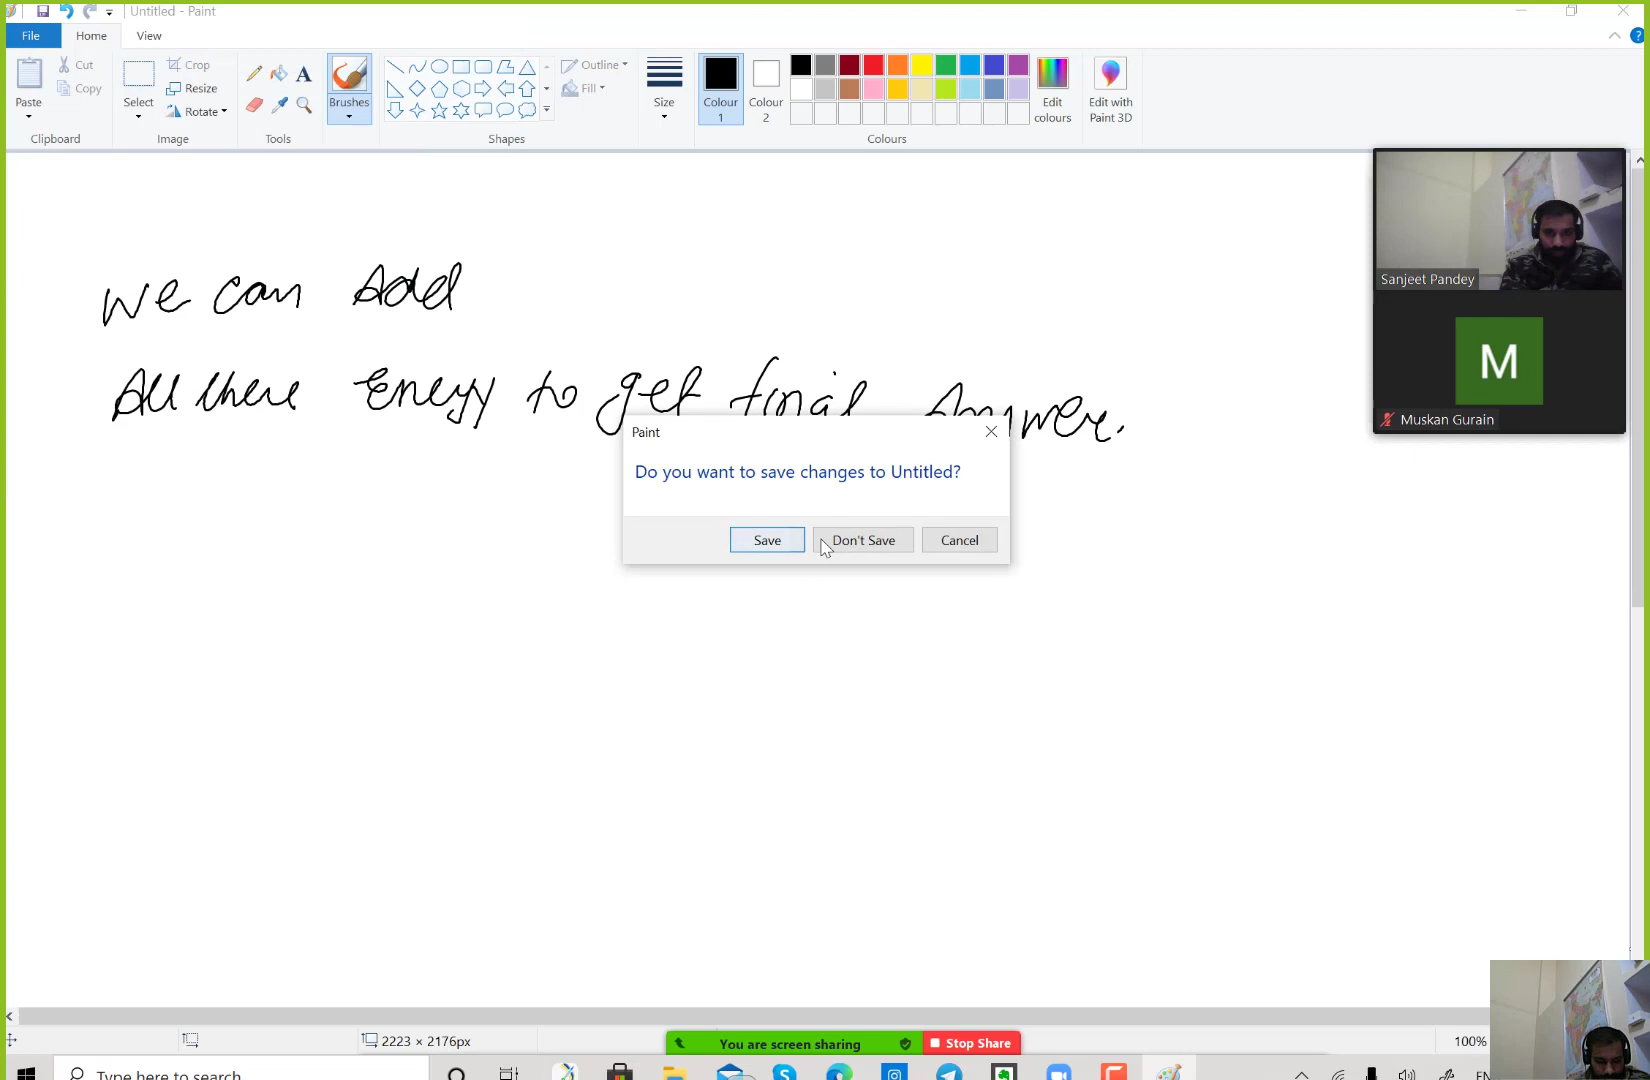 Untitled - Paint
File
Home
View
Paste
Cut
Copy
Clipboard
Select
Crop
Resize
Rotate
Image
Tools
Brushes
Shapes
Outline
Fill
Size
Colour
1
Colour
2
Colours
Edit
colours
Edit with
Paint 3D
Sanjeet Pandey
M
Muskan Gurain
We can Add
All there Energy to get final Answer.
Paint
Do you want to save changes to Untitled?
Save
Don't Save
Cancel
2223 × 2176px
You are screen sharing
Stop Share
100%
Type here to search